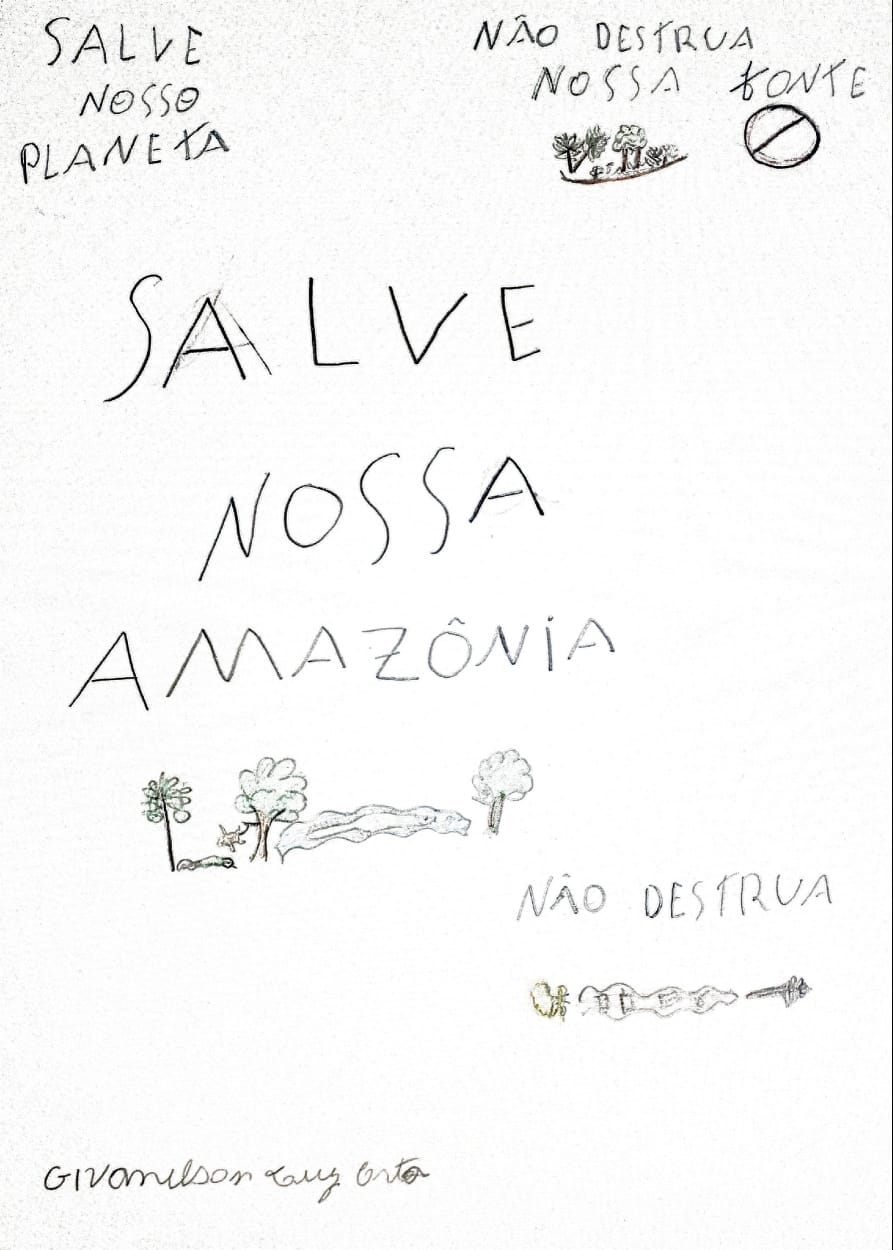 SALVE
NOSSO
PLANETA
NÃO DESTRUA
NOSSA FONTE
SALVE
NOSSA
AMAZÔNIA
NÃO DESTRUA